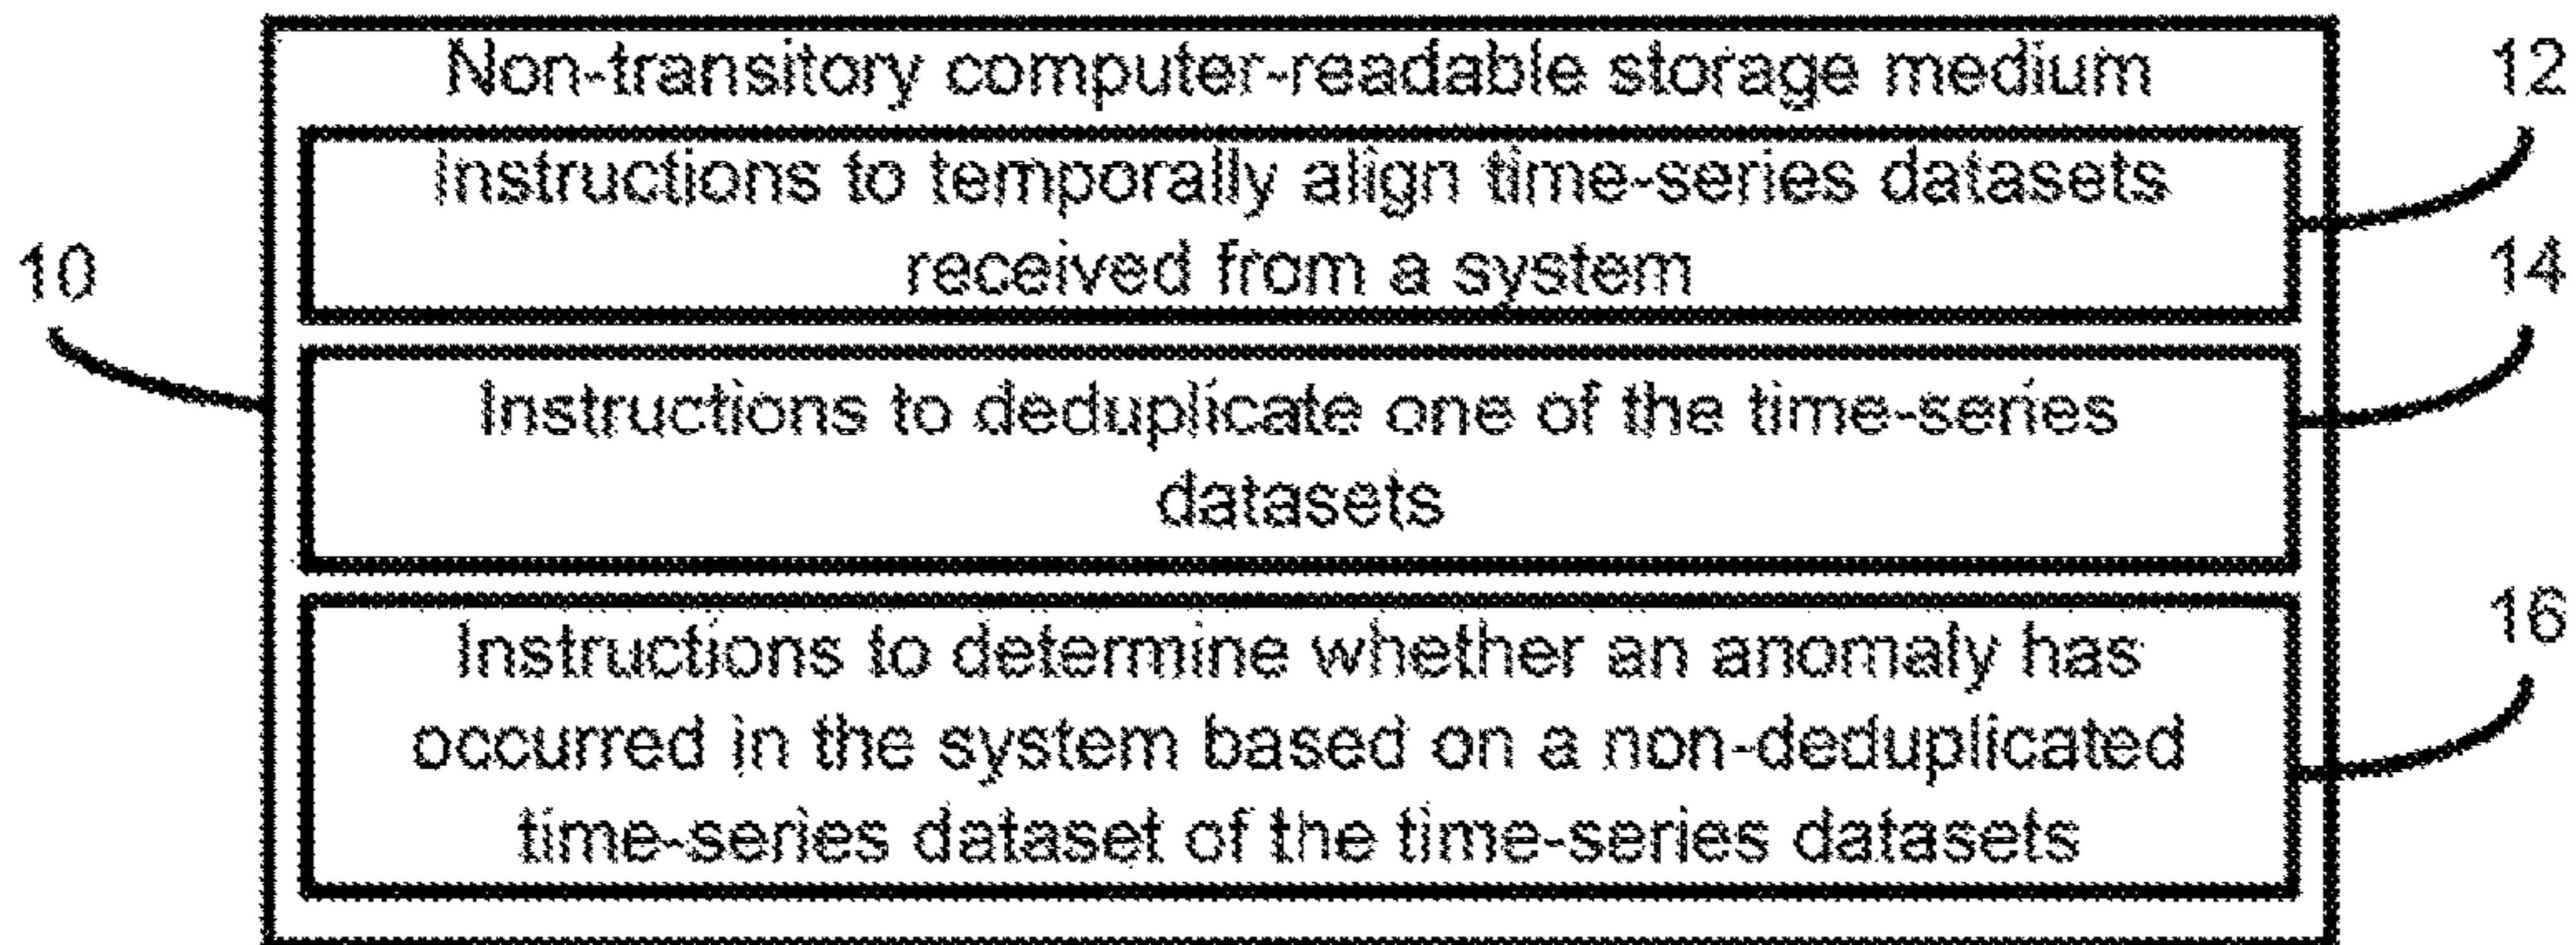 Non-transitory computer-readable storage medium
12
Instructions to temporally align time-series datasets
received from a system
10
14
Instructions to deduplicate one of the time-series
datasets
16
Instructions to determine whether an anomaly has
occurred in the system based on a non-deduplicated
time-series dataset of the time-series datasets